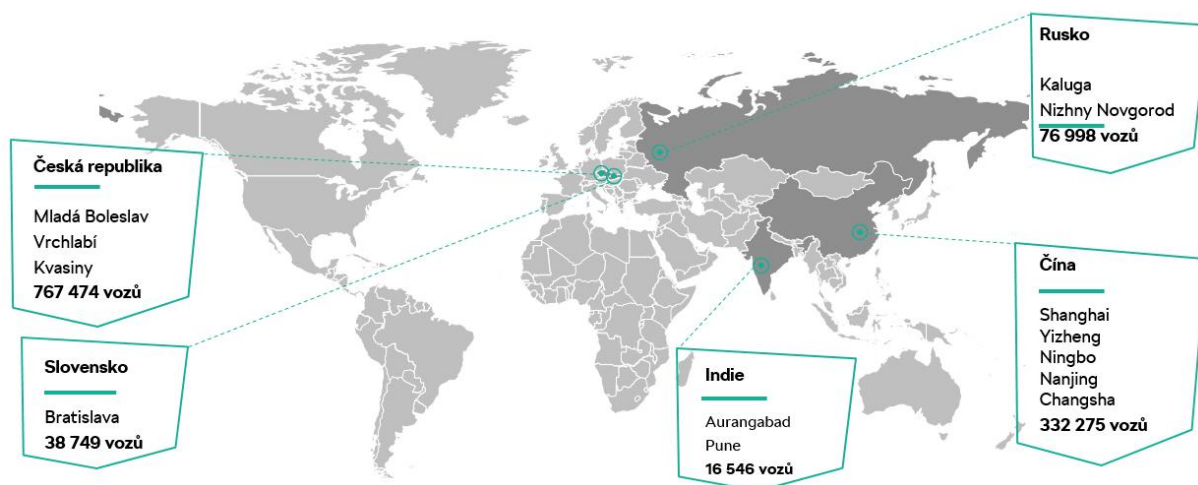 Rusko
Kaluga
Nizhny Novgorod
76 998 vozů
Česká republika
Mladá Boleslav
Vrchlabí
Kvasiny
767 474 vozů
Slovensko
Bratislava
38 749 vozů
Indie
Aurangabad
Pune
16 546 vozů
Čína
Shanghai
Yizheng
Ningbo
Nanjing
Changsha
332 275 vozů